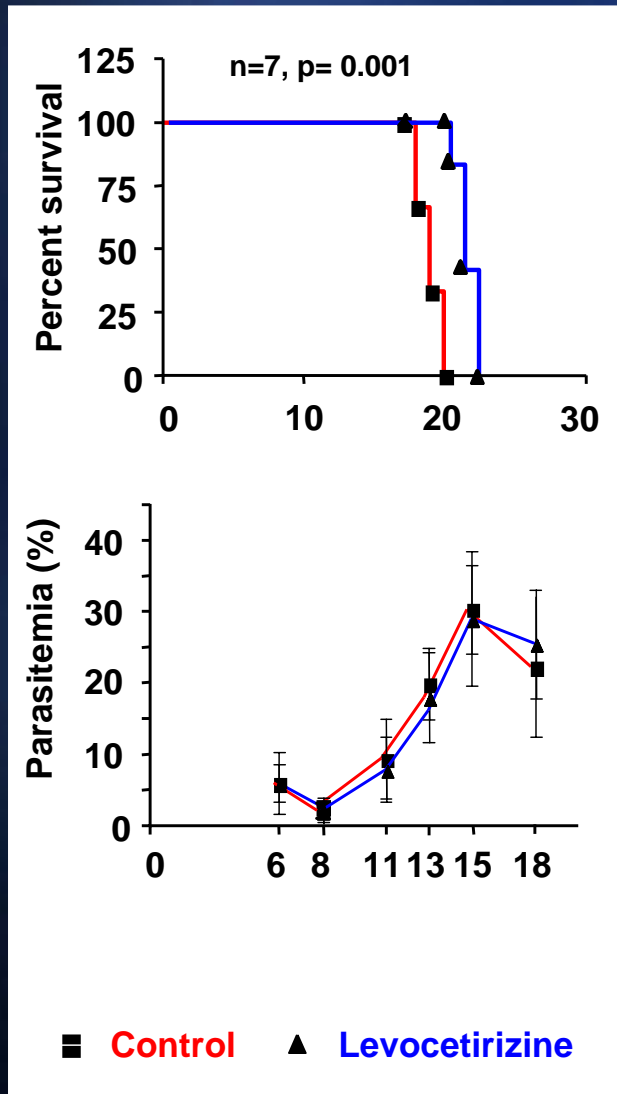 n=7, p= 0.001
Percent survival
125
100
75
50
25
0
0 10 20 30
Parasitemia (%)
40
30
20
10
0
0 6 8 11 13 15 18
Control Levocetirizine